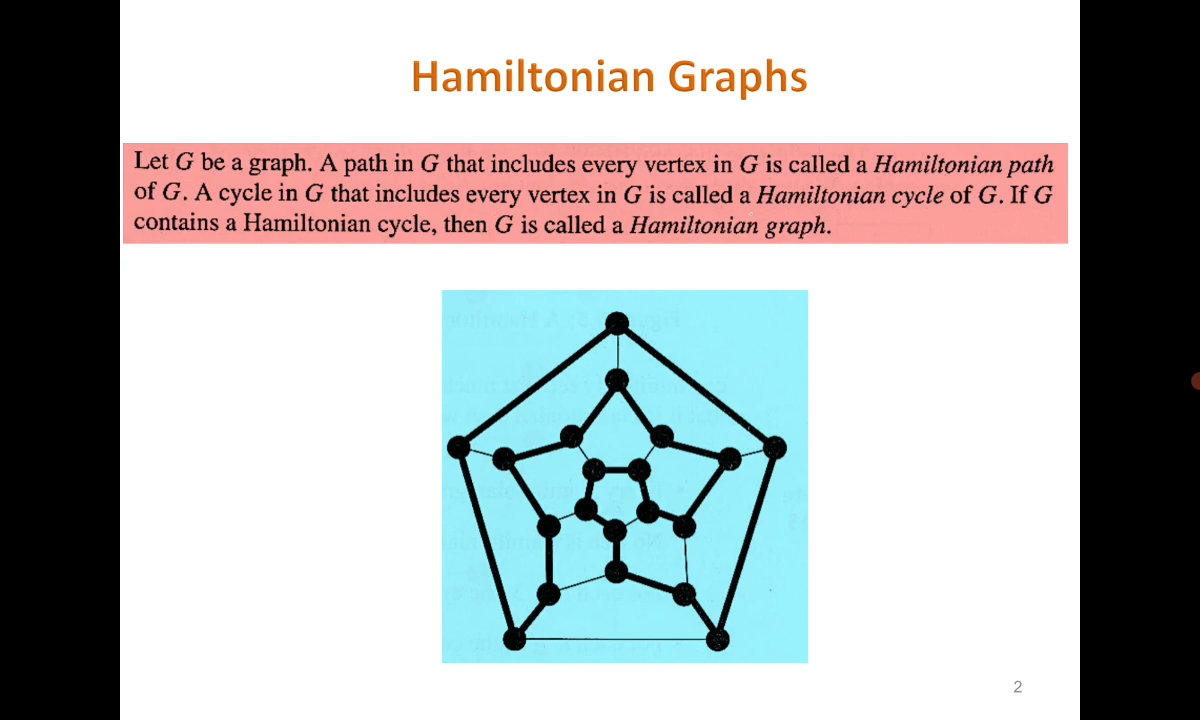 Hamiltonian Graphs
Let G be a graph. A path in G that includes every vertex in G is called a Hamiltonian path
of G. A cycle in G that includes every vertex in G is called a Hamiltonian cycle of G. If G
contains a Hamiltonian cycle, then G is called a Hamiltonian graph.
2